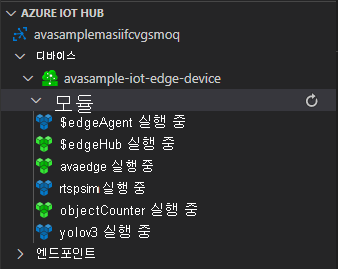 AZURE IOT HUB
avasamplemasiifcvgsmoq
디바이스
avasample-iot-edge-device
모듈
$edgeAgent 실행 중
$edgeHub 실행 중
avaedge 실행 중
rtspsim 실행 중
objectCounter 실행 중
yolov3 실행 중
엔드포인트